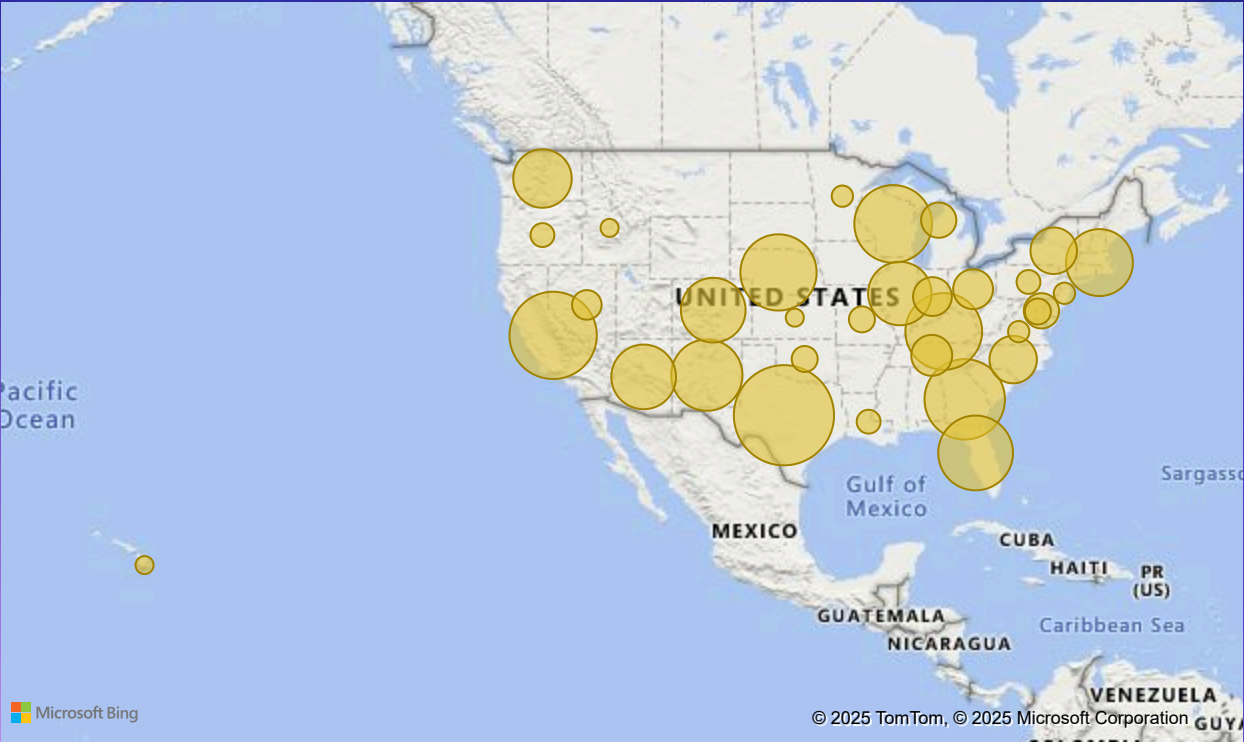 UNITED STATES
Pacific
Ocean
Gulf of
Mexico
MEXICO
CUBA
HAITI
PR
(US)
GUATEMALA
Caribbean Sea
NICARAGUA
VENEZUELA
Microsoft Bing
© 2025 TomTom, © 2025 Microsoft Corporation